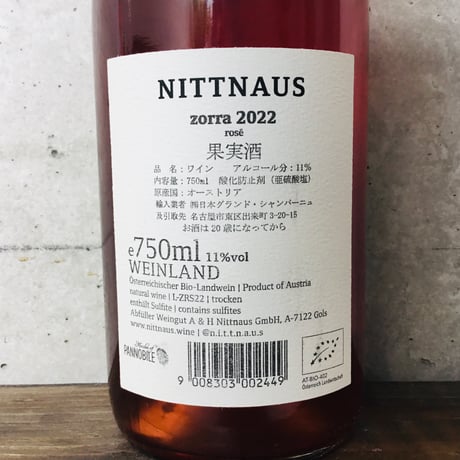 NITTNAUS
zorra 2022
rosé
果実酒
品 名：ワイン アルコール分：11%
内容量：750ml 酸化防止剤（亜硫酸塩）
原産国：オーストリア
輸入業者 ㈲日本グランド・シャンパーニュ
及引取先 名古屋市東区出来町 3-20-15
お酒は20歳になってから
e750ml 11%vol
WEINLAND
Österreichischer Bio-Landwein | Product of Austria
natural wine | L-ZRS22 | trocken
enthält Sulfite | contains sulfites
Abfüller Weingut A & H Nittnaus GmbH, A-7122 Gols
www.nittnaus.wine | @n.i.t.t.n.a.u.s
PANNOBILE
9 008303 002449
AT-BIO-402
Österreich Landwirtschaft